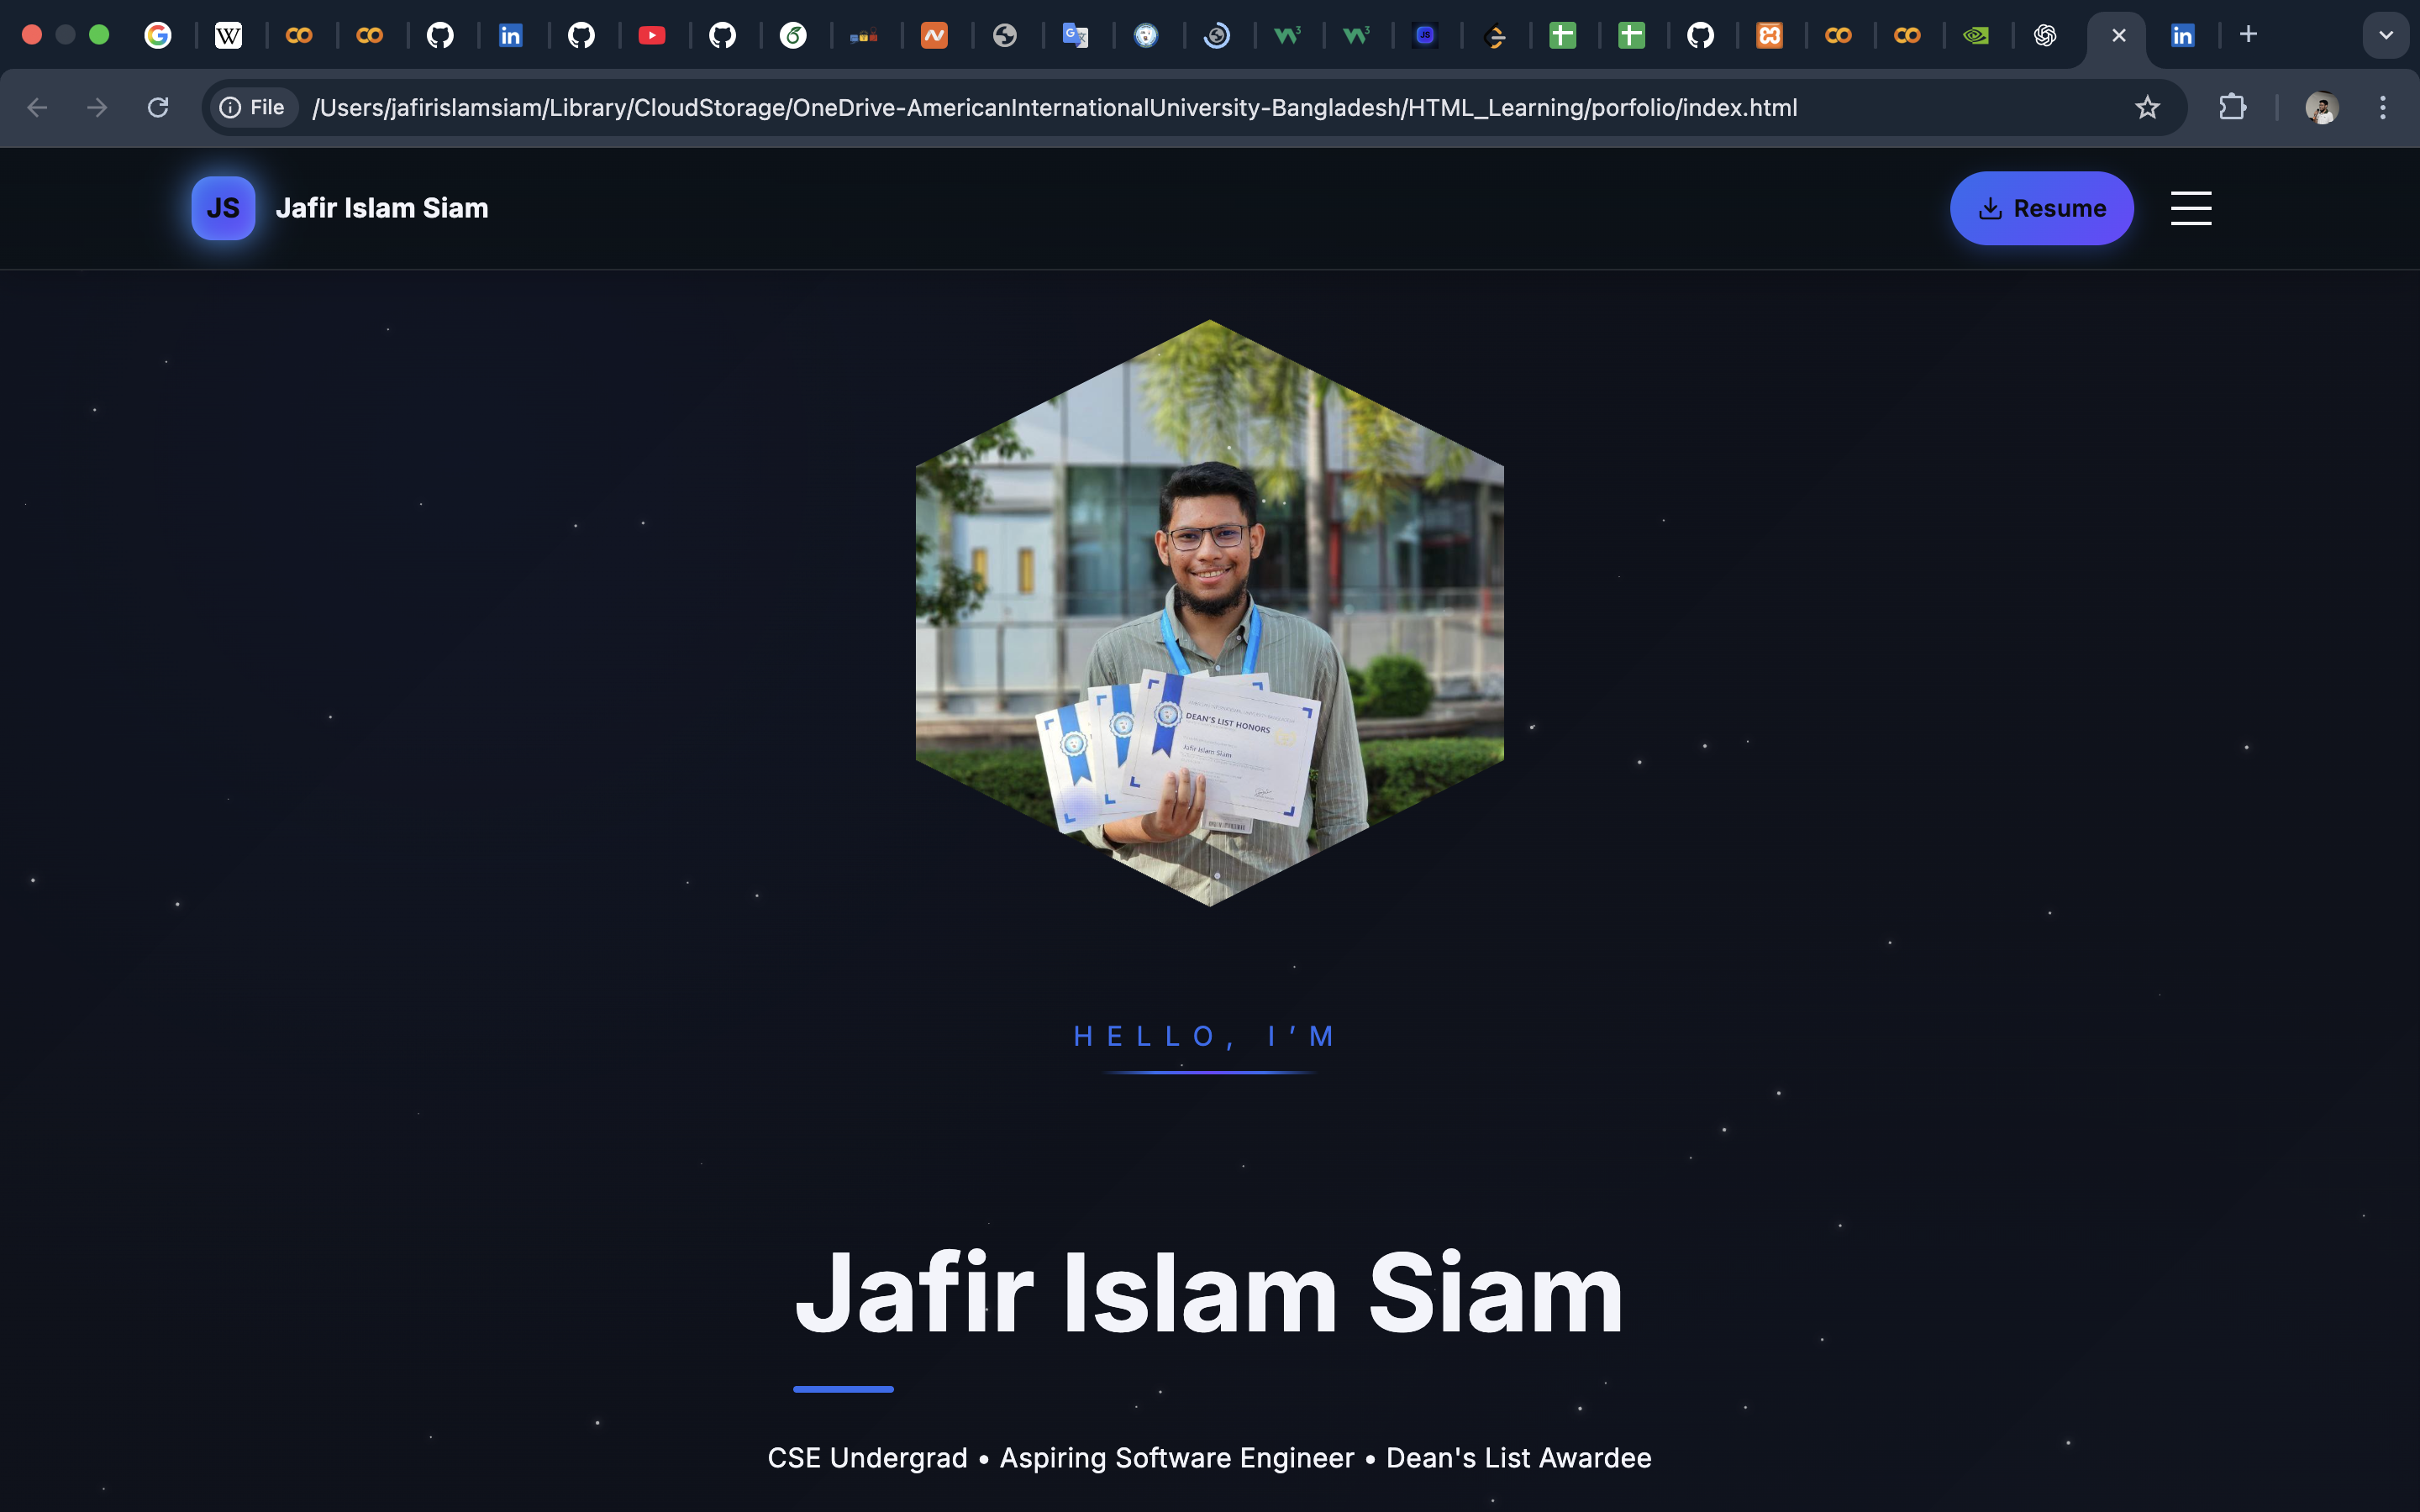 File
/Users/jafirislamsiam/Library/CloudStorage/OneDrive-AmericanInternationalUniversity-Bangladesh/HTML_Learning/porfolio/index.html
JS
Jafir Islam Siam
Resume
DEAN'S LIST HONORS
Jafir Islam Siam
HELLO, I'M
Jafir Islam Siam
CSE Undergrad • Aspiring Software Engineer • Dean's List Awardee